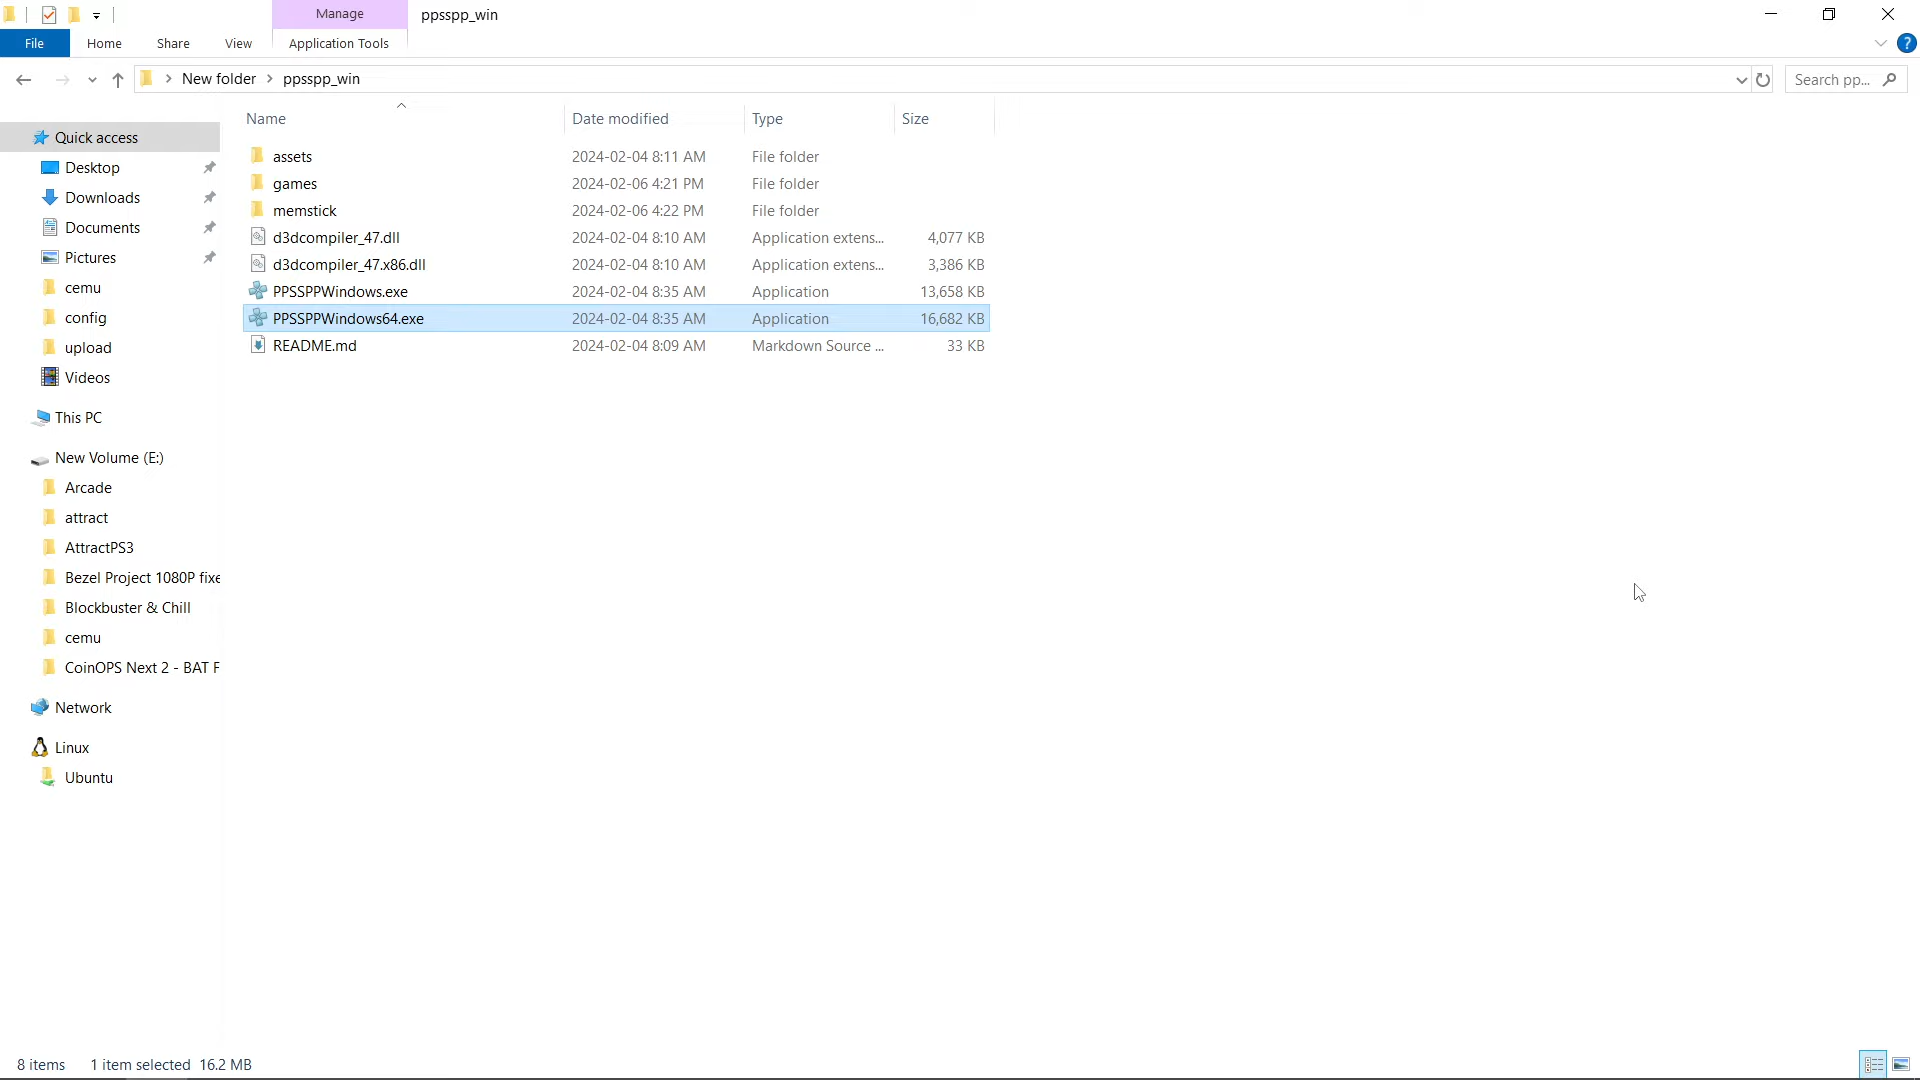 Manage
ppsspp_win
File
Home
Share
View
Application Tools
?
New folder
ppsspp_win
Search pp...
Name
Date modified
Type
Size
Quick access
Desktop
Downloads
Documents
Pictures
cemu
config
upload
Videos
This PC
New Volume (E:)
Arcade
attract
AttractPS3
Bezel Project 1080P fixe
Blockbuster & Chill
cemu
CoinOPS Next 2 - BAT F
Network
Linux
Ubuntu
assets 2024-02-04 8:11 AM File folder
games 2024-02-06 4:21 PM File folder
memstick 2024-02-06 4:22 PM File folder
d3dcompiler_47.dll 2024-02-04 8:10 AM Application extens... 4,077 KB
d3dcompiler_47.x86.dll 2024-02-04 8:10 AM Application extens... 3,386 KB
PPSSPPWindows.exe 2024-02-04 8:35 AM Application 13,658 KB
PPSSPPWindows64.exe 2024-02-04 8:35 AM Application 16,682 KB
README.md 2024-02-04 8:09 AM Markdown Source ... 33 KB
8 items 1 item selected 16.2 MB